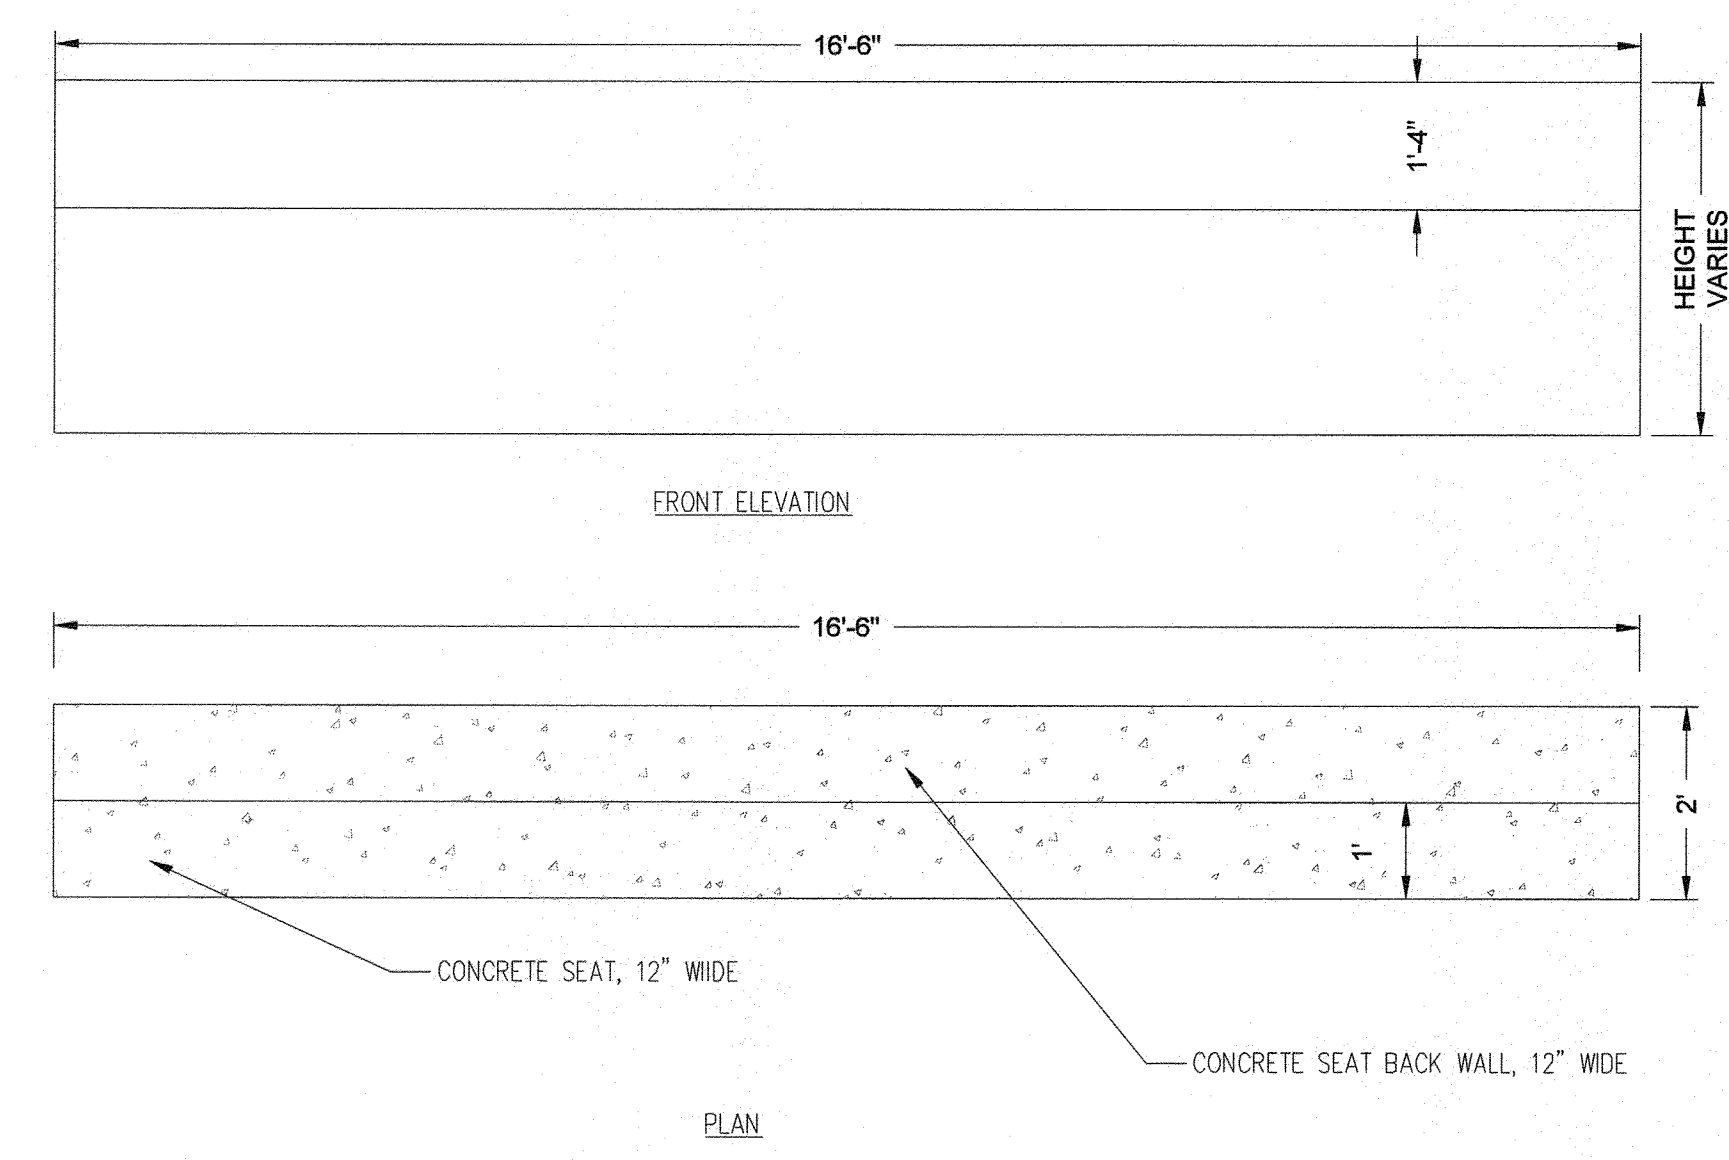 16'-6"
1'-4"
HEIGHT
VARIES
FRONT ELEVATION
16'-6"
2'
1'
CONCRETE SEAT, 12" WIIDE
CONCRETE SEAT BACK WALL, 12" WIDE
PLAN